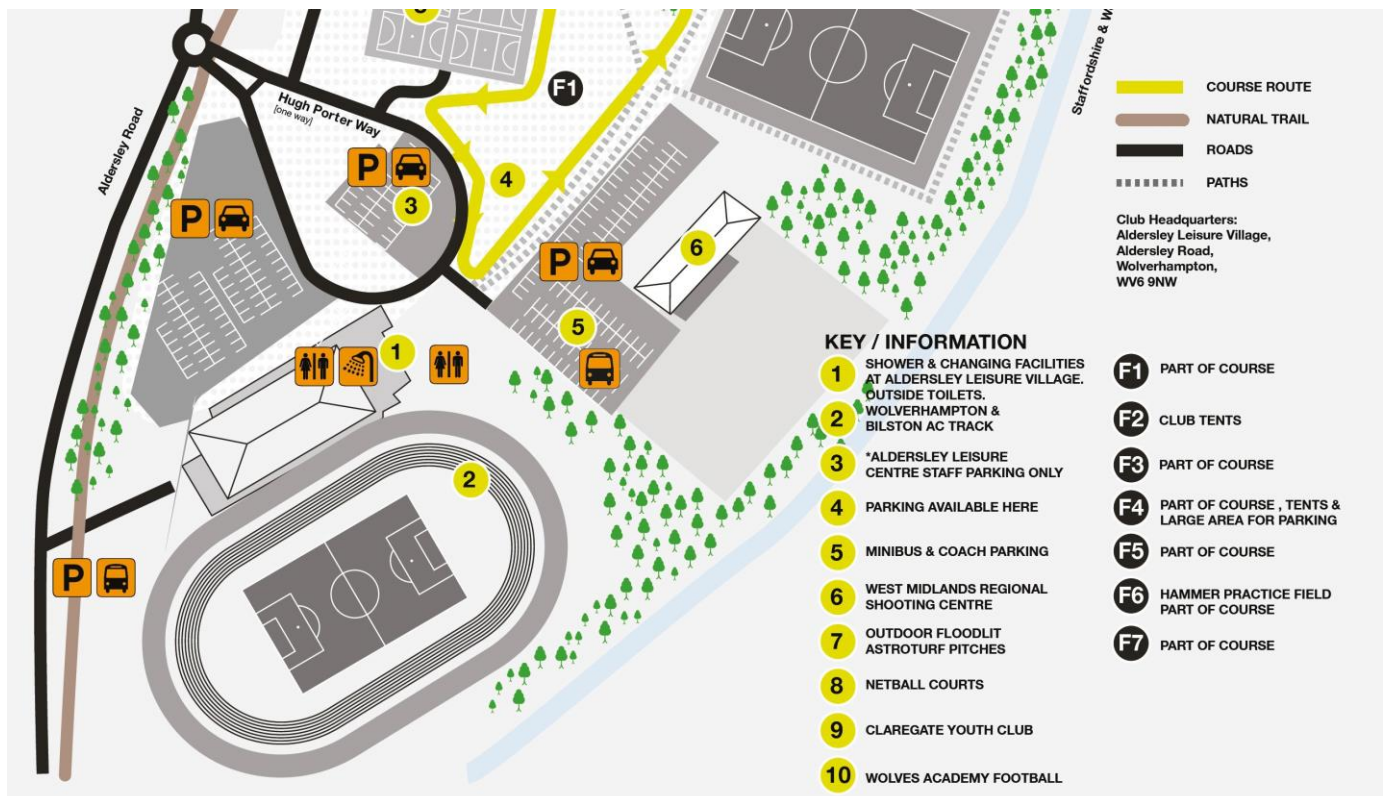 F1
Hugh Porter Way
[one way]
Aldersley Road
Staffordshire &
P
3
4
P
P
6
5
1
2
P
COURSE ROUTE
NATURAL TRAIL
ROADS
PATHS
Club Headquarters:
Aldersley Leisure Village,
Aldersley Road,
Wolverhampton,
WV6 9NW
KEY / INFORMATION
1 SHOWER & CHANGING FACILITIES
AT ALDERSLEY LEISURE VILLAGE.
OUTSIDE TOILETS.
2 WOLVERHAMPTON &
BILSTON AC TRACK
3 *ALDERSLEY LEISURE
CENTRE STAFF PARKING ONLY
4 PARKING AVAILABLE HERE
5 MINIBUS & COACH PARKING
6 WEST MIDLANDS REGIONAL
SHOOTING CENTRE
7 OUTDOOR FLOODLIT
ASTROTURF PITCHES
8 NETBALL COURTS
9 CLAREGATE YOUTH CLUB
10 WOLVES ACADEMY FOOTBALL
F1 PART OF COURSE
F2 CLUB TENTS
F3 PART OF COURSE
F4 PART OF COURSE , TENTS &
LARGE AREA FOR PARKING
F5 PART OF COURSE
F6 HAMMER PRACTICE FIELD
PART OF COURSE
F7 PART OF COURSE